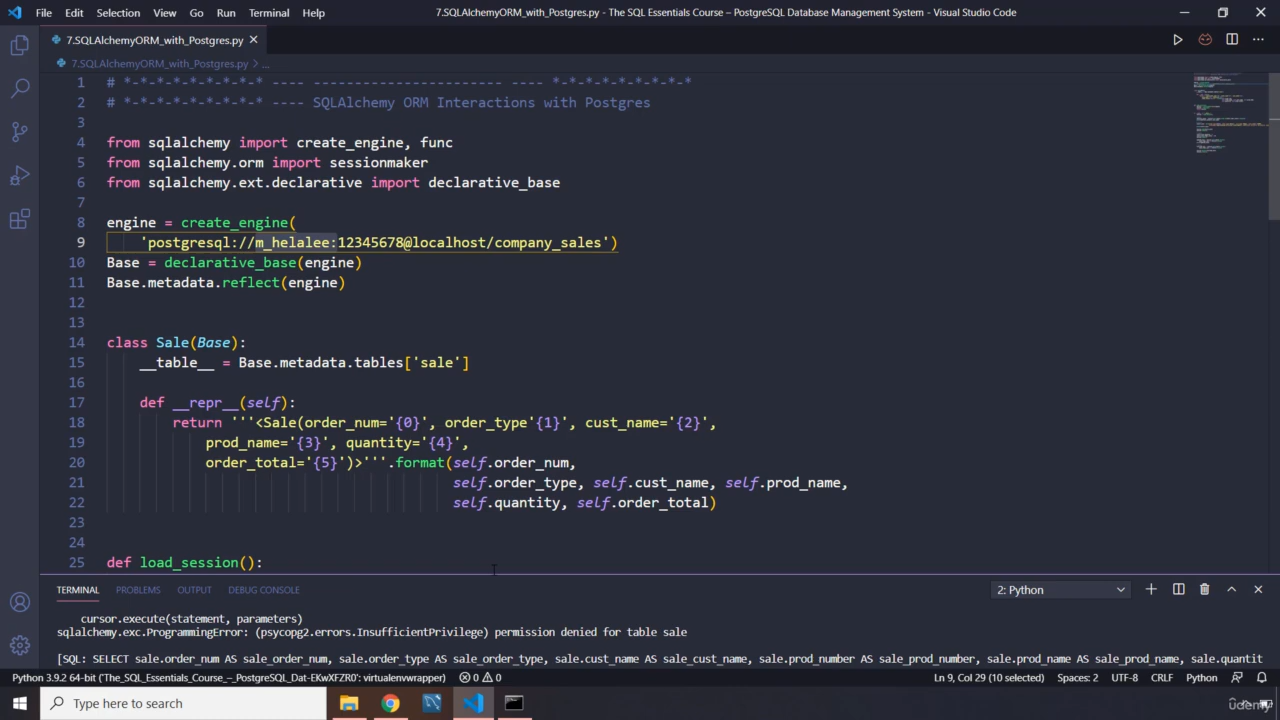 File Edit Selection View Go Run Terminal Help 7.SQLAlchemyORM_with_Postgres.py - The SQL Essentials Course – PostgreSQL Database Management System - Visual Studio Code
7.SQLAlchemyORM_with_Postgres.py
7.SQLAlchemyORM_with_Postgres.py > ...
1 # *-*-*-*-*-*-*-*-* ---- ----------------------- ---- *-*-*-*-*-*-*-*-*
2 # *-*-*-*-*-*-*-*-* ---- SQLAlchemy ORM Interactions with Postgres
3
4 from sqlalchemy import create_engine, func
5 from sqlalchemy.orm import sessionmaker
6 from sqlalchemy.ext.declarative import declarative_base
7
8 engine = create_engine(
9 'postgresql://m_helalee:12345678@localhost/company_sales')
10 Base = declarative_base(engine)
11 Base.metadata.reflect(engine)
12
13
14 class Sale(Base):
15 __table__ = Base.metadata.tables['sale']
16
17 def __repr__(self):
18 return '''<Sale(order_num='{0}', order_type'{1}', cust_name='{2}',
19 prod_name='{3}', quantity='{4}',
20 order_total='{5}')>'''.format(self.order_num,
21 self.order_type, self.cust_name, self.prod_name,
22 self.quantity, self.order_total)
23
24
25 def load_session():
TERMINAL PROBLEMS OUTPUT DEBUG CONSOLE 2: Python
cursor.execute(statement, parameters)
sqlalchemy.exc.ProgrammingError: (psycopg2.errors.InsufficientPrivilege) permission denied for table sale
[SQL: SELECT sale.order_num AS sale_order_num, sale.order_type AS sale_order_type, sale.cust_name AS sale_cust_name, sale.prod_number AS sale_prod_number, sale.prod_name AS sale_prod_name, sale.quantit
Python 3.9.2 64-bit ('The_SQL_Essentials_Course_–_PostgreSQL_Dat-EKwXFZR0': virtualenvwrapper) 0 0 Ln 9, Col 29 (10 selected) Spaces: 2 UTF-8 CRLF Python
Type here to search
udemy